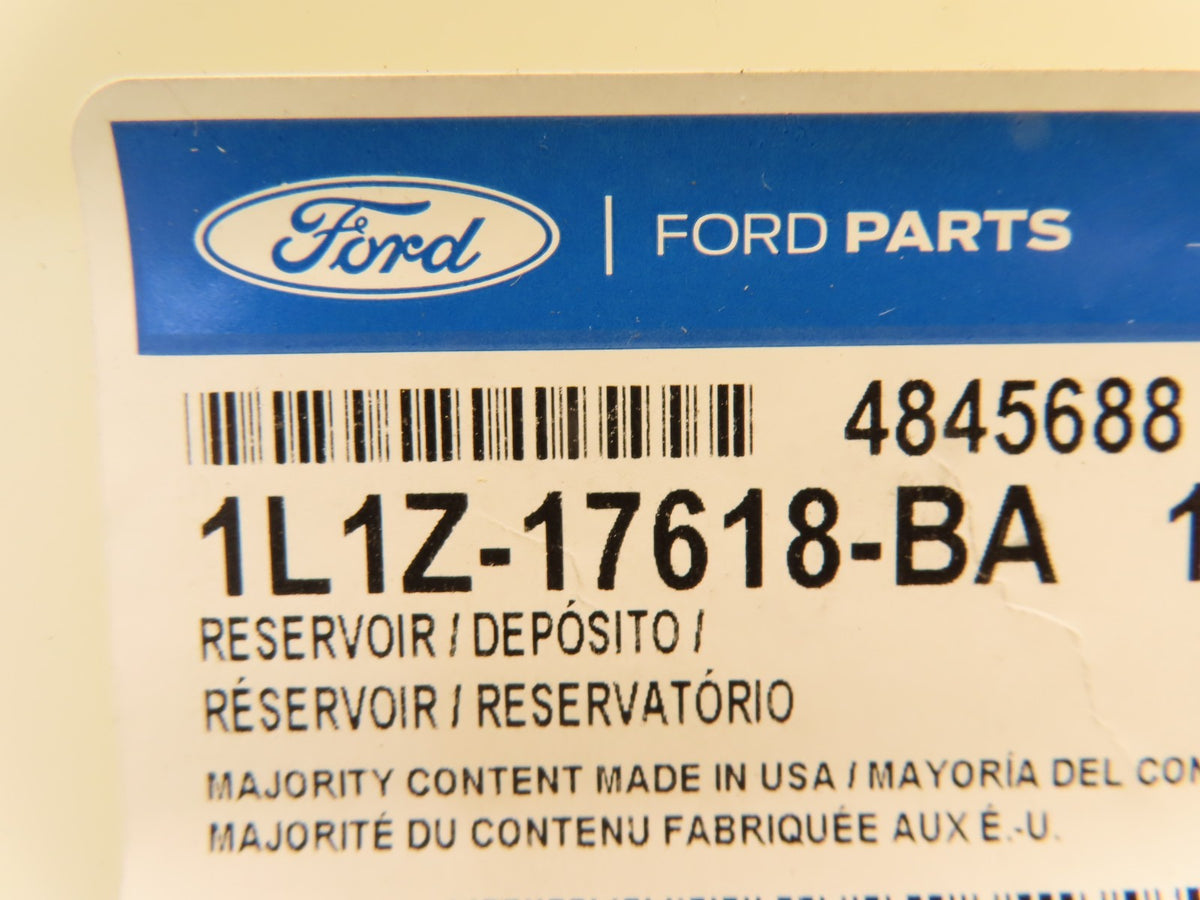 Ford | FORD PARTS
4845688
1L1Z-17618-BA
RESERVOIR / DEPÓSITO /
RÉSERVOIR / RESERVATÓRIO
MAJORITY CONTENT MADE IN USA / MAYORÍA DEL
MAJORITÉ DU CONTENU FABRIQUÉE AUX É.-U.